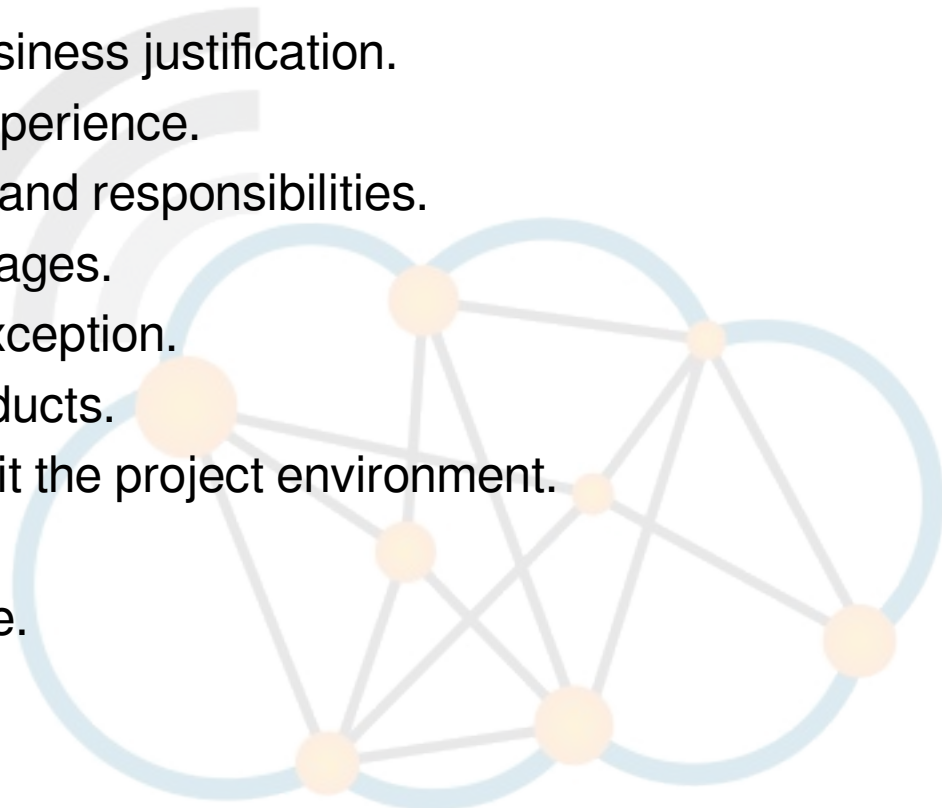 siness justification.
perience.
and responsibilities.
ages.
xception.
ducts.
it the project environment.
e.